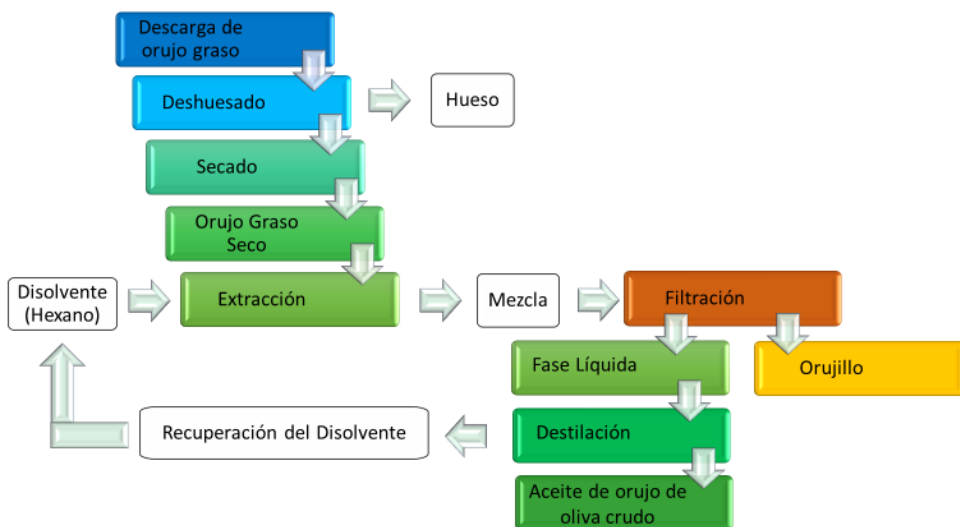 Descarga de
orujo graso
Deshuesado
Hueso
Secado
Orujo Graso
Seco
Disolvente
(Hexano)
Extracción
Mezcla
Filtración
Fase Líquida
Orujillo
Recuperación del Disolvente
Destilación
Aceite de orujo de
oliva crudo